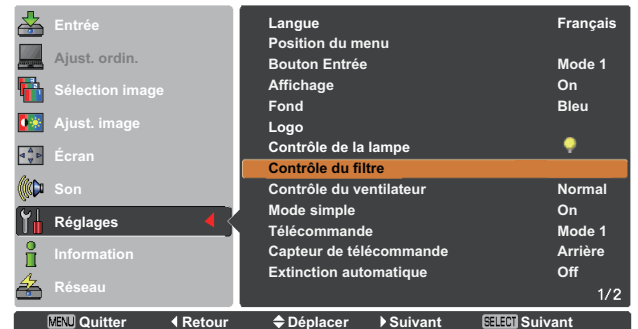 Entrée
Ajust. ordin.
Sélection image
Ajust. image
Écran
Son
Réglages
Information
Réseau
Langue Français
Position du menu
Bouton Entrée Mode 1
Affichage On
Fond Bleu
Logo
Contrôle de la lampe
Contrôle du filtre
Contrôle du ventilateur Normal
Mode simple On
Télécommande Mode 1
Capteur de télécommande Arrière
Extinction automatique Off
1/2
MENU Quitter Retour Déplacer Suivant SELECT Suivant